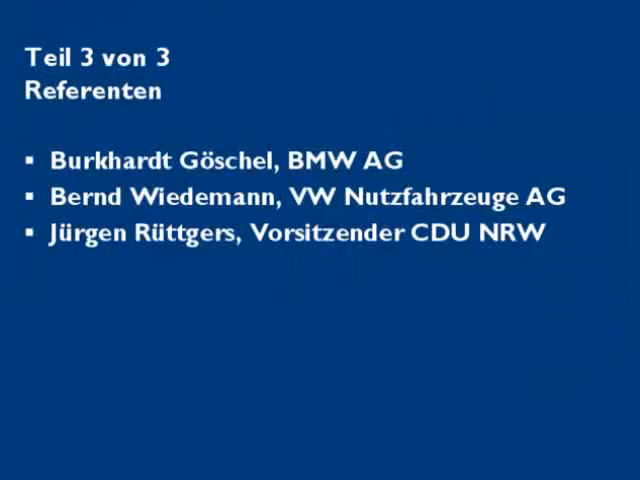 Teil 3 von 3
Referenten
▪ Burkhardt Göschel, BMW AG
▪ Bernd Wiedemann, VW Nutzfahrzeuge AG
▪ Jürgen Rüttgers, Vorsitzender CDU NRW